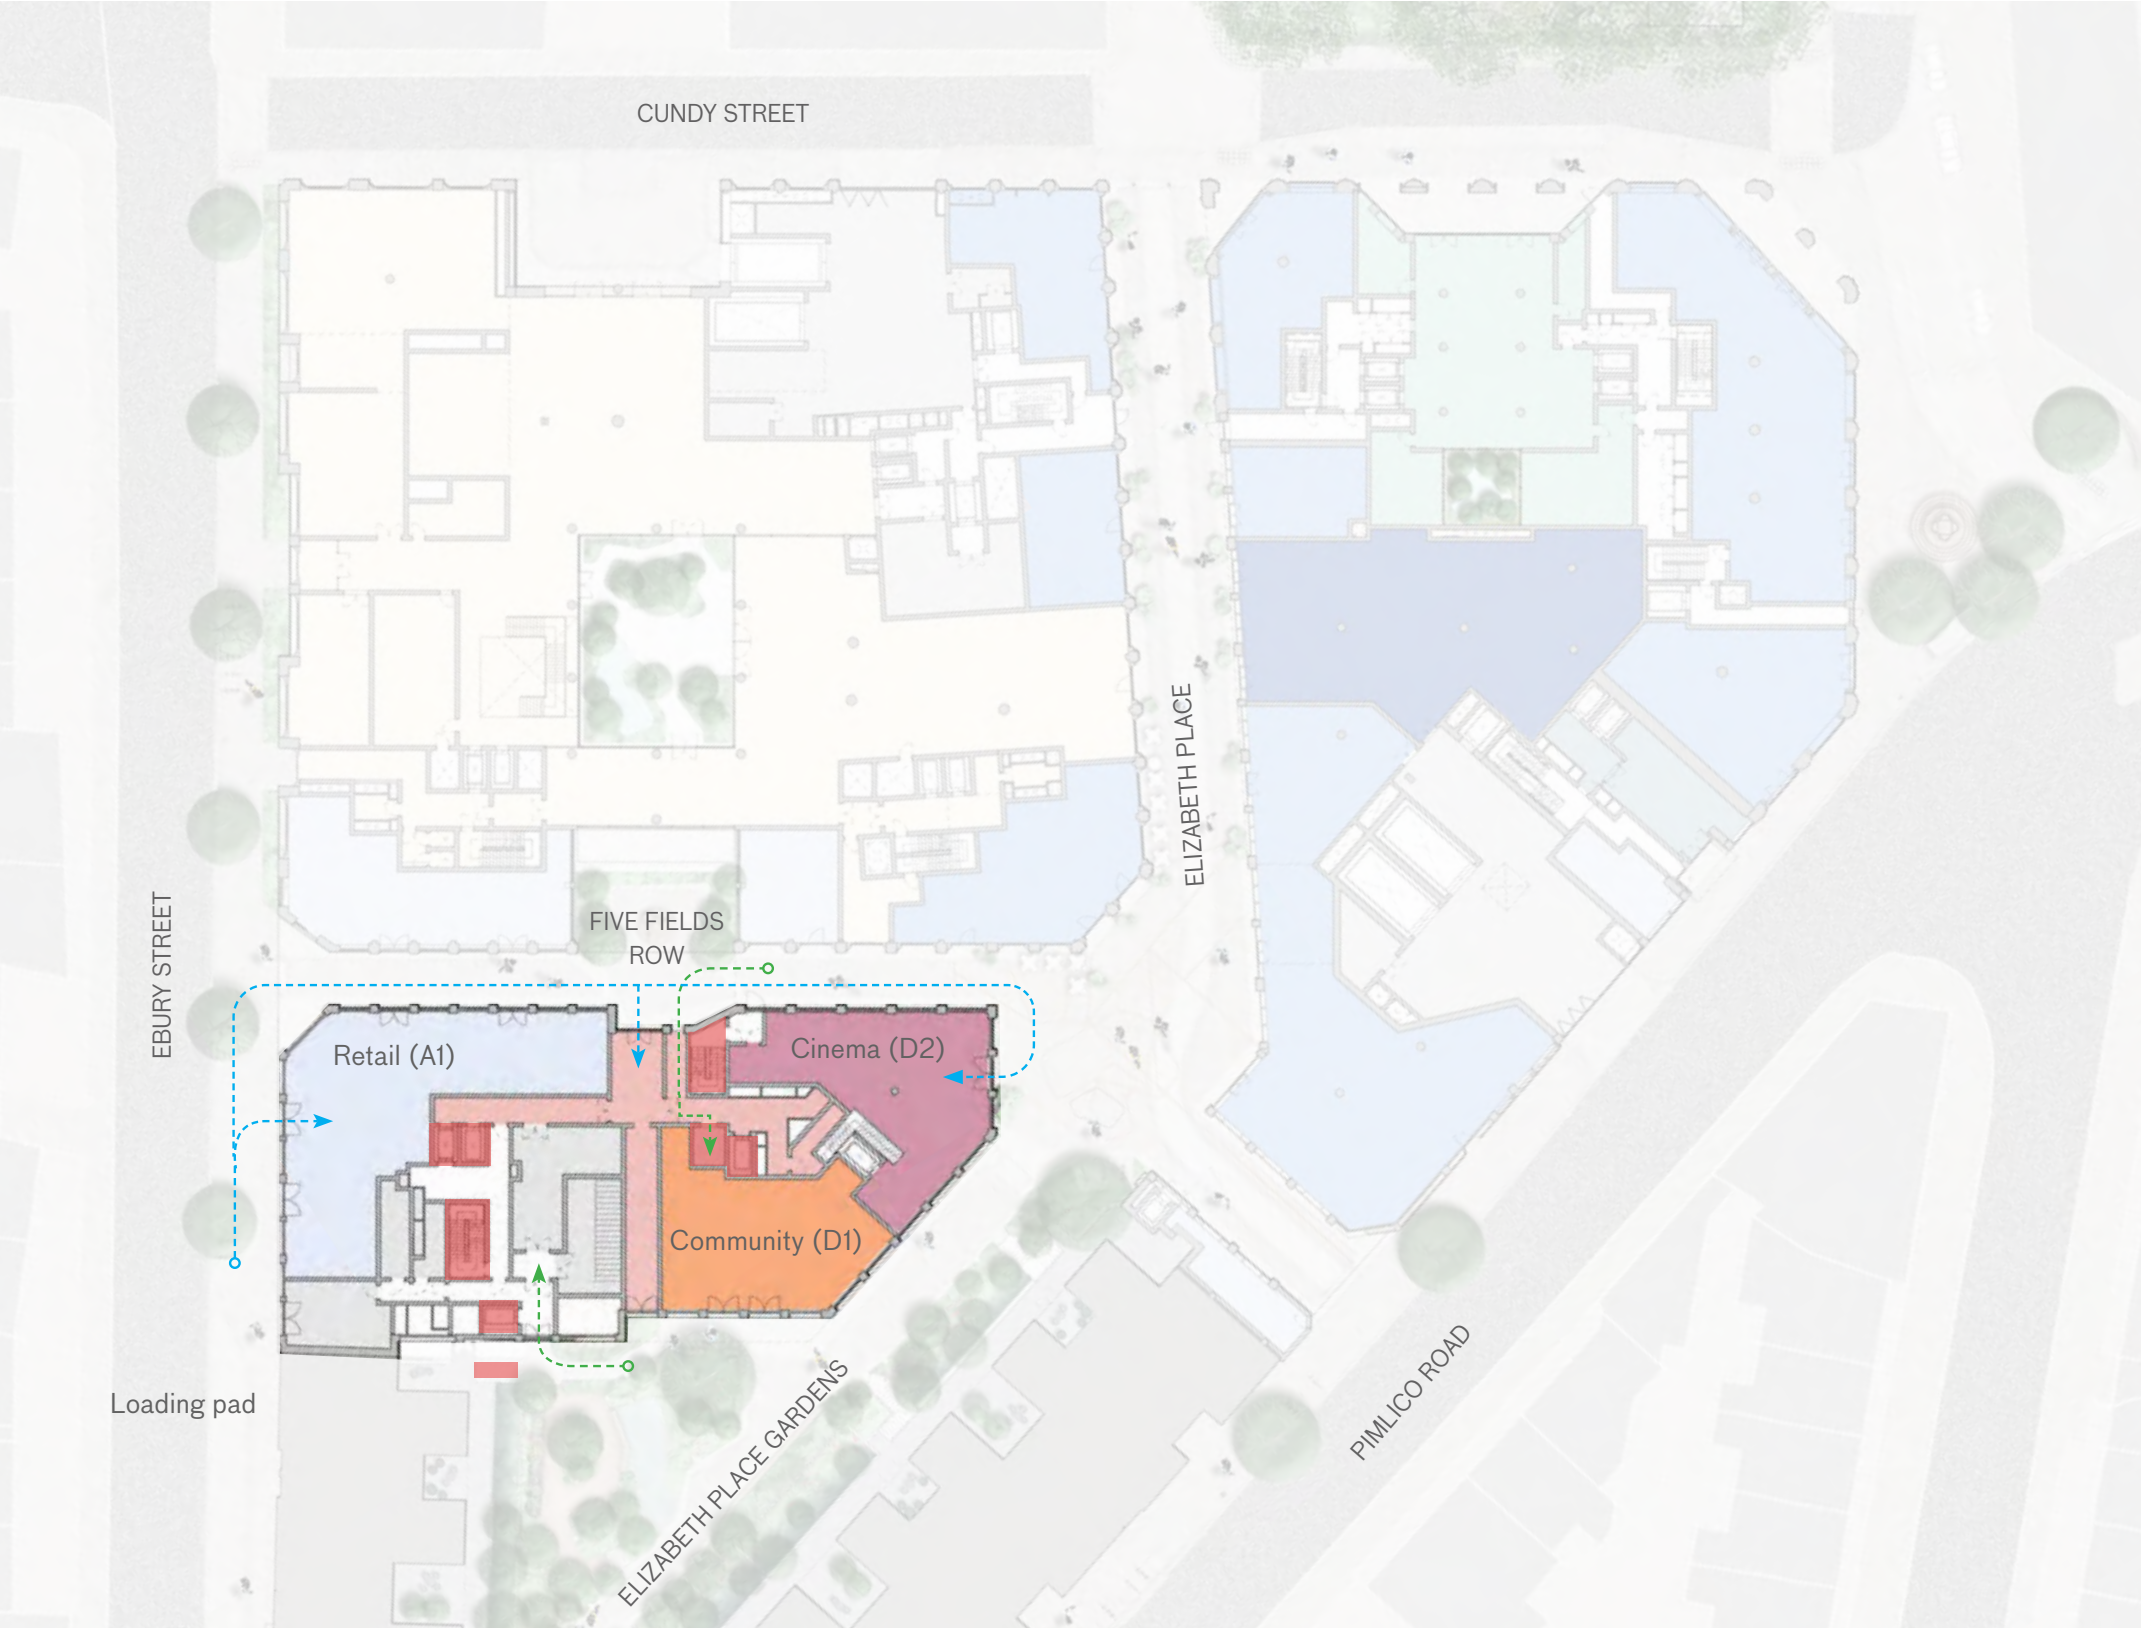 CUNDY STREET
ELIZABETH PLACE
EBURY STREET
FIVE FIELDS
ROW
Retail (A1)
Cinema (D2)
Community (D1)
Loading pad
ELIZABETH PLACE GARDENS
PIMLICO ROAD